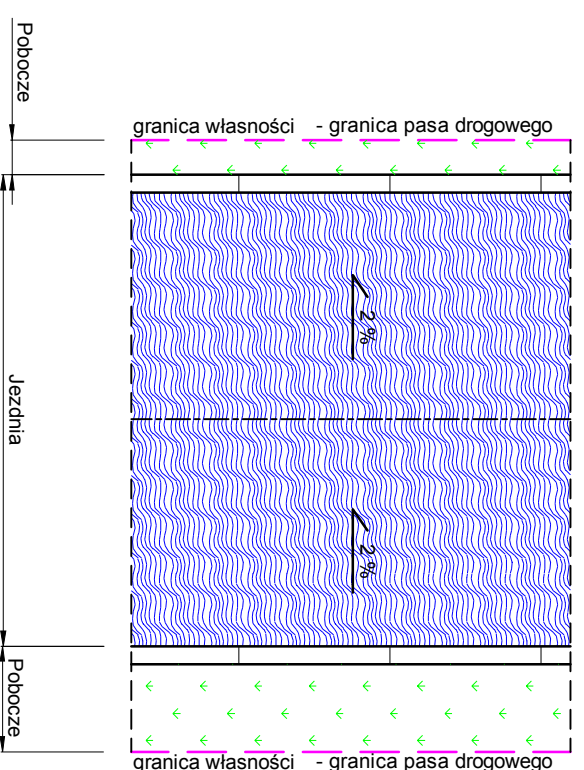 Pobocze
granica własności - granica pasa drogowego
2 %
Jezdnia
2 %
Pobocze
granica własności - granica pasa drogowego